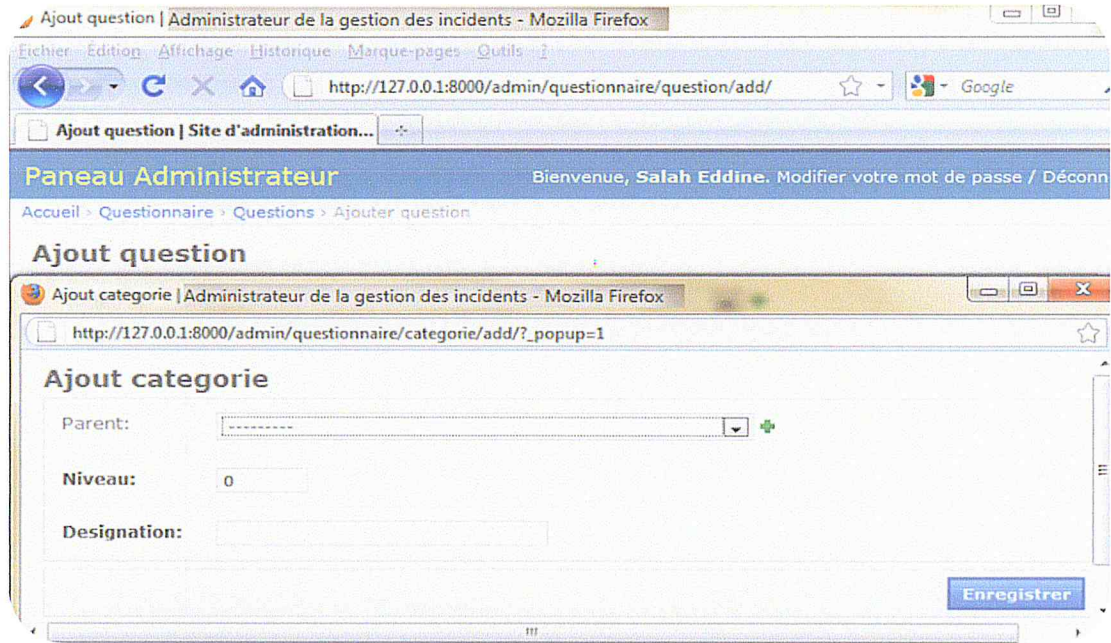 Ajout question | Administrateur de la gestion des incidents - Mozilla Firefox
Fichier Edition Affichage Historique Marque-pages Outils ?
http://127.0.0.1:8000/admin/questionnaire/question/add/ Google
Ajout question | Site d'administration...
Paneau Administrateur Bienvenue, Salah Eddine. Modifier votre mot de passe / Déconn
Accueil › Questionnaire › Questions › Ajouter question
Ajout question
Ajout categorie | Administrateur de la gestion des incidents - Mozilla Firefox
http://127.0.0.1:8000/admin/questionnaire/categorie/add/?_popup=1
Ajout categorie
Parent: ---------
Niveau: 0
Designation:
Enregistrer